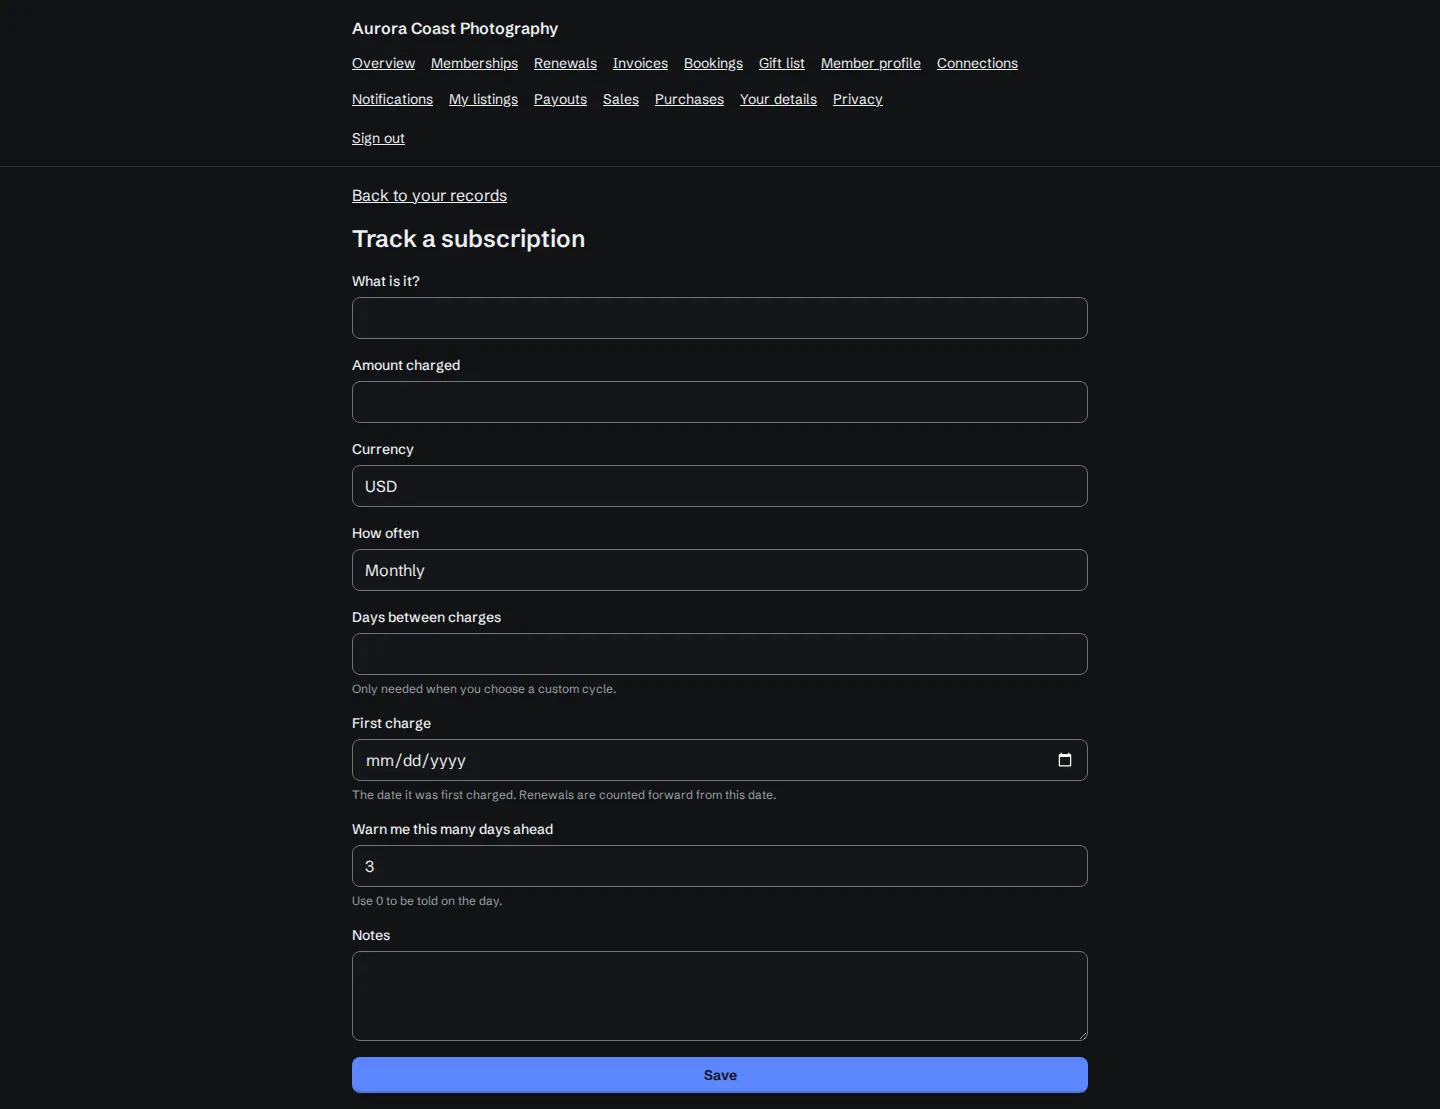 Aurora Coast Photography
Overview Memberships Renewals Invoices Bookings Gift list Member profile Connections
Notifications My listings Payouts Sales Purchases Your details Privacy
Sign out
Back to your records
Track a subscription
What is it?
Amount charged
Currency
USD
How often
Monthly
Days between charges
Only needed when you choose a custom cycle.
First charge
mm/dd/yyyy
The date it was first charged. Renewals are counted forward from this date.
Warn me this many days ahead
3
Use 0 to be told on the day.
Notes
Save